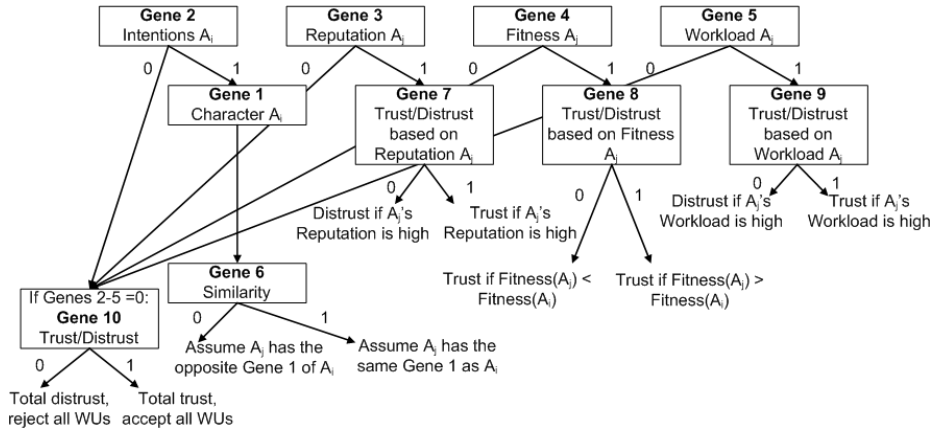 Gene 2
Intentions Aᵢ
Gene 3
Reputation Aⱼ
Gene 4
Fitness Aⱼ
Gene 5
Workload Aⱼ
0
1
0
1
0
1
0
1
Gene 1
Character Aᵢ
Gene 7
Trust/Distrust
based on
Reputation Aⱼ
Gene 8
Trust/Distrust
based on Fitness
Aⱼ
Gene 9
Trust/Distrust
based on
Workload Aⱼ
0
1
0
1
0
1
Distrust if Aⱼ's
Reputation is high
Trust if Aⱼ's
Reputation is high
Distrust if Aⱼ's
Workload is high
Trust if Aⱼ's
Workload is high
Trust if Fitness(Aⱼ) <
Fitness(Aᵢ)
Trust if Fitness(Aⱼ) >
Fitness(Aᵢ)
If Genes 2-5 =0:
Gene 10
Trust/Distrust
Gene 6
Similarity
0
1
Assume Aⱼ has the
opposite Gene 1 of Aᵢ
Assume Aⱼ has the
same Gene 1 as Aᵢ
0
1
Total distrust,
reject all WUs
Total trust,
accept all WUs